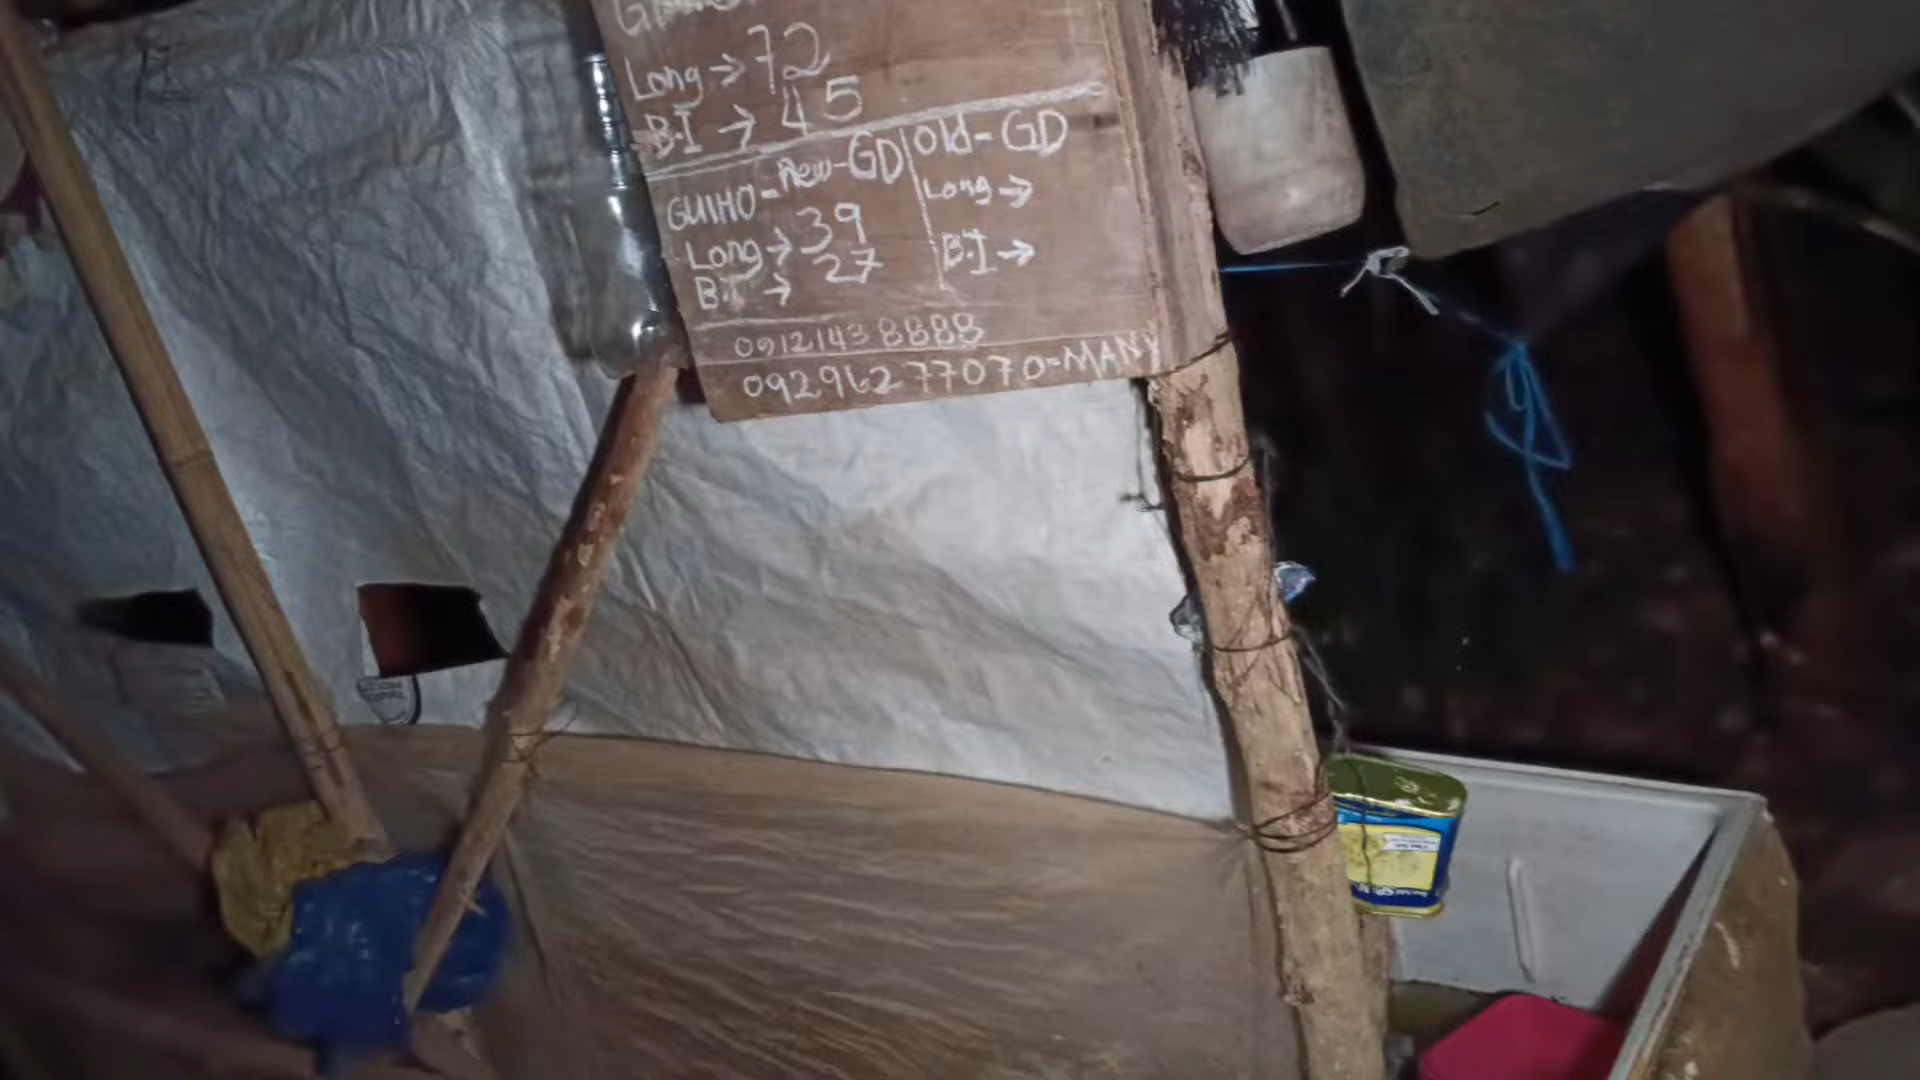 Long → 72
B.I → 45
GUIHO - New-GD
Long → 39
B.I → 27
Old - GD
Long →
B.I →
09121438888
09296277070=MANY